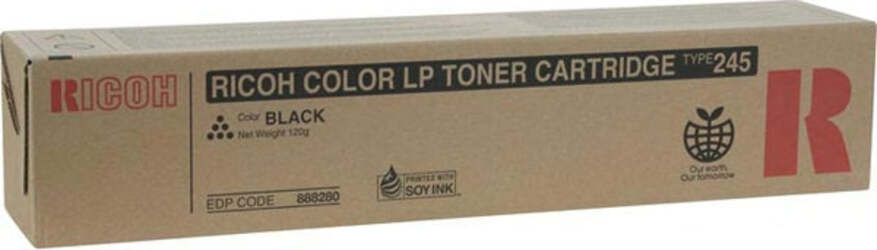 RICOH
RICOH COLOR LP TONER CARTRIDGE TYPE 245
Color BLACK
Net Weight 120g
EDP CODE 888280
PRINTED WITH
SOY INK
Our earth,
Our tomorrow
R